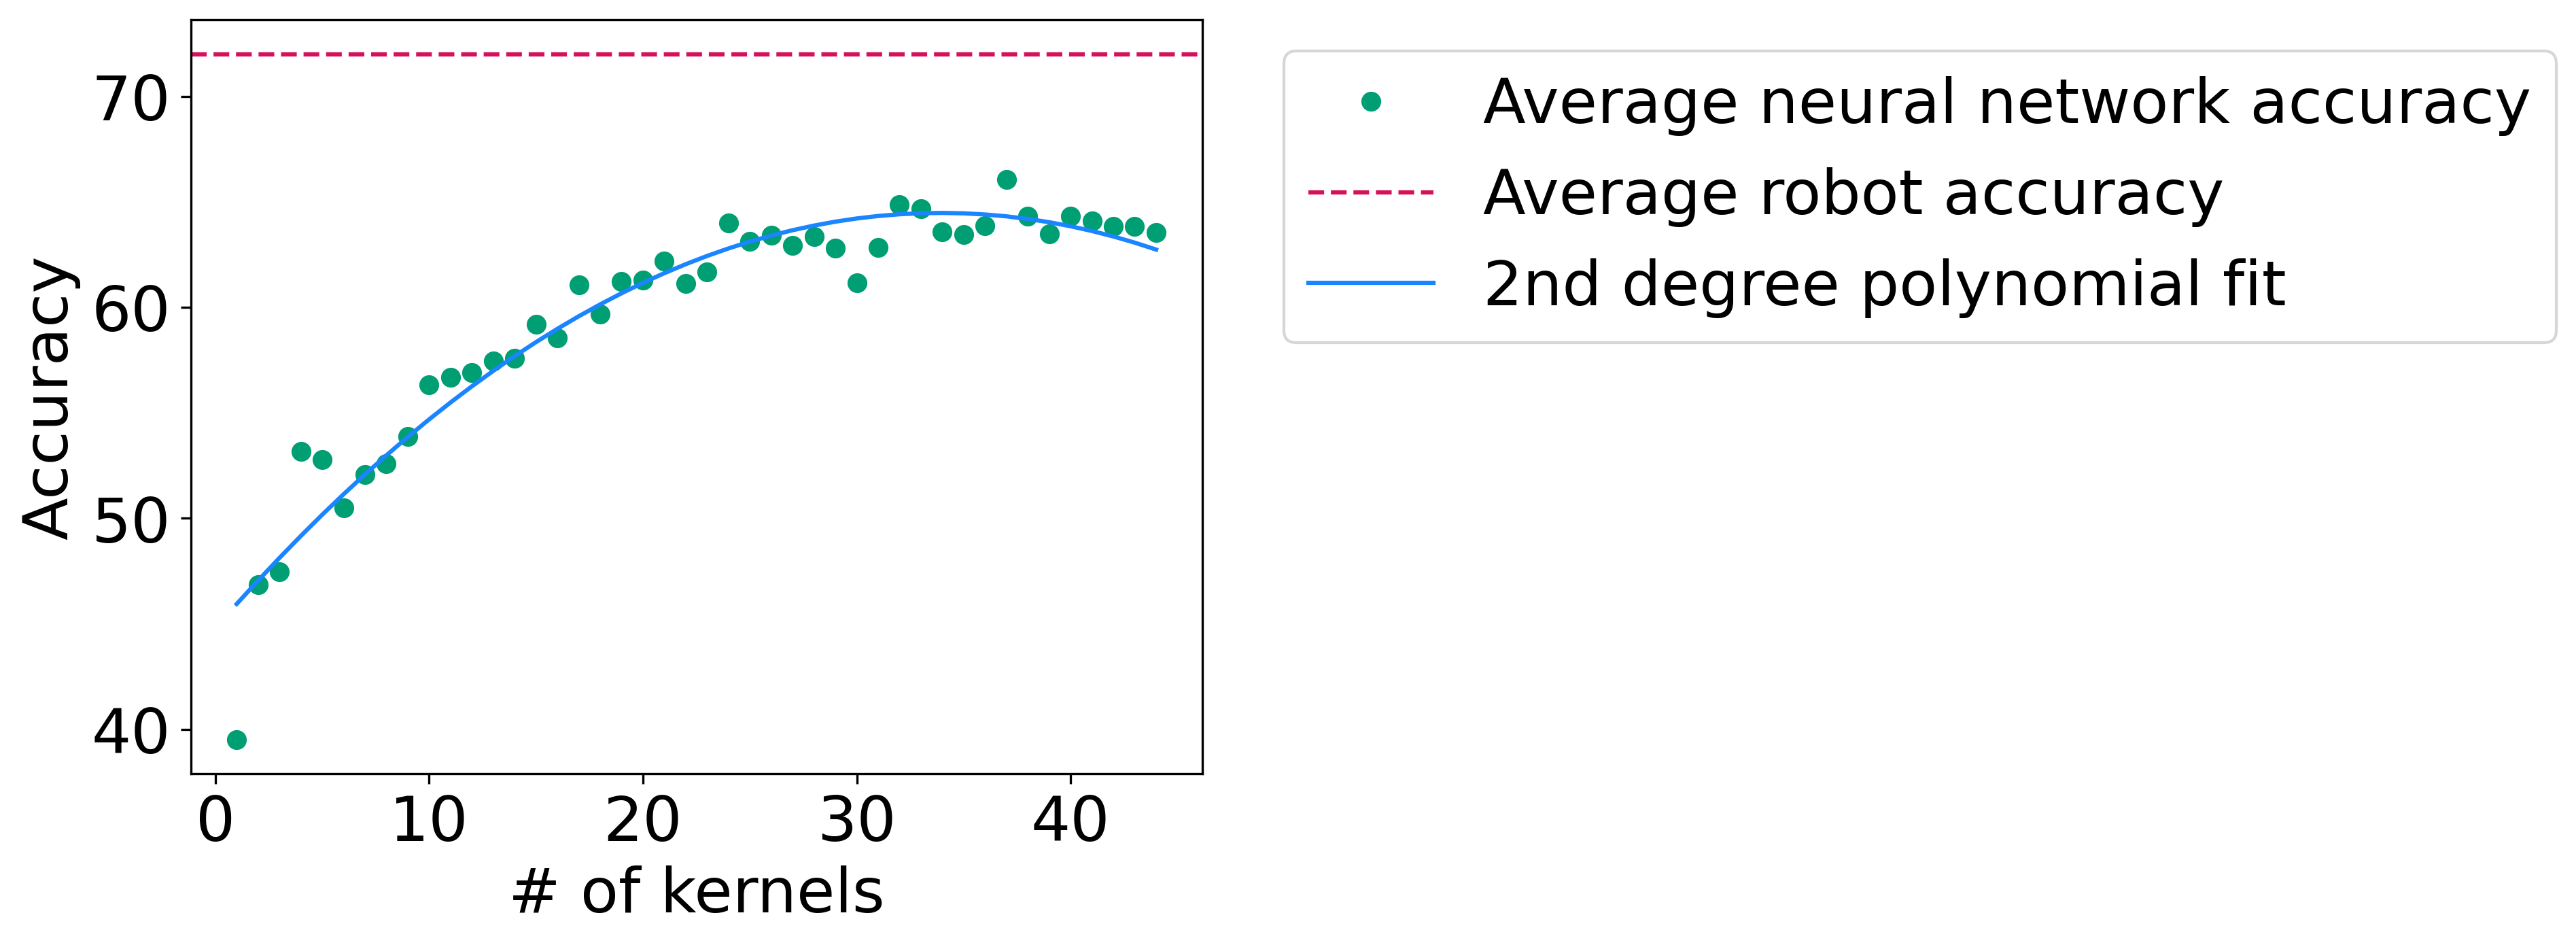 70
60
50
40
Accuracy
0 10 20 30 40
# of kernels
Average neural network accuracy
Average robot accuracy
2nd degree polynomial fit